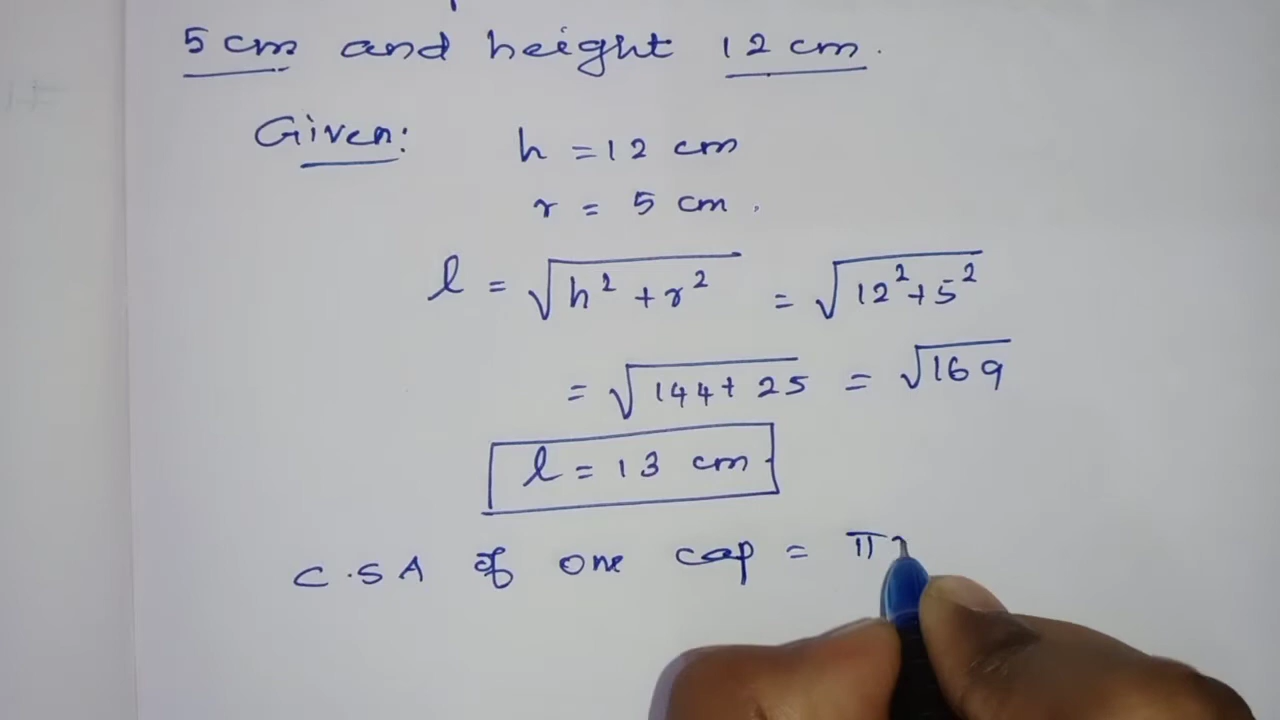 5 cm and height 12 cm.
Given: h = 12 cm
r = 5 cm.
l = √(h² + r²) = √(12² + 5²)
= √(144 + 25) = √169
l = 13 cm
C.S.A of one cap = π